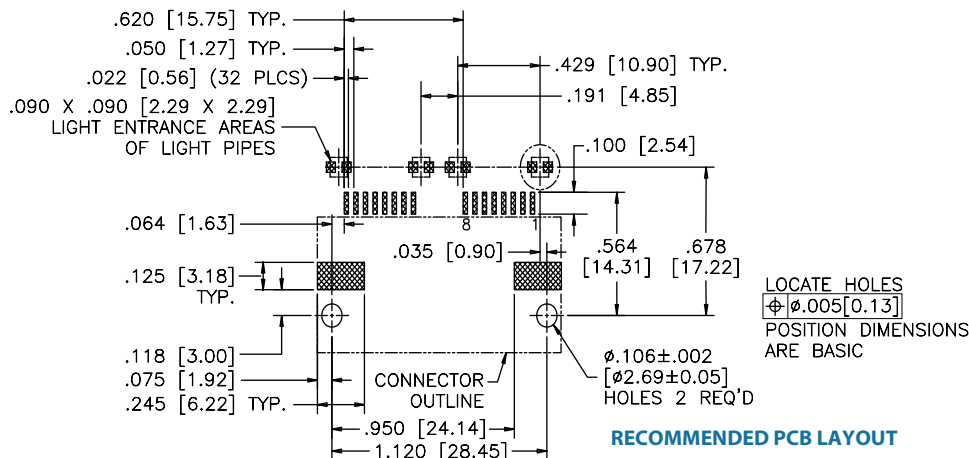 .620 [15.75] TYP.
.050 [1.27] TYP.
.022 [0.56] (32 PLCS)
.090 X .090 [2.29 X 2.29]
LIGHT ENTRANCE AREAS
OF LIGHT PIPES
.429 [10.90] TYP.
.191 [4.85]
.100 [2.54]
8
1
.064 [1.63]
.035 [0.90]
.564
[14.31]
.678
[17.22]
.125 [3.18]
TYP.
LOCATE HOLES
⌖ ⌀.005[0.13]
POSITION DIMENSIONS
ARE BASIC
.118 [3.00]
.075 [1.92]
.245 [6.22] TYP.
CONNECTOR
OUTLINE
⌀.106±.002
[⌀2.69±0.05]
HOLES 2 REQ'D
.950 [24.14]
1.120 [28.45]
RECOMMENDED PCB LAYOUT